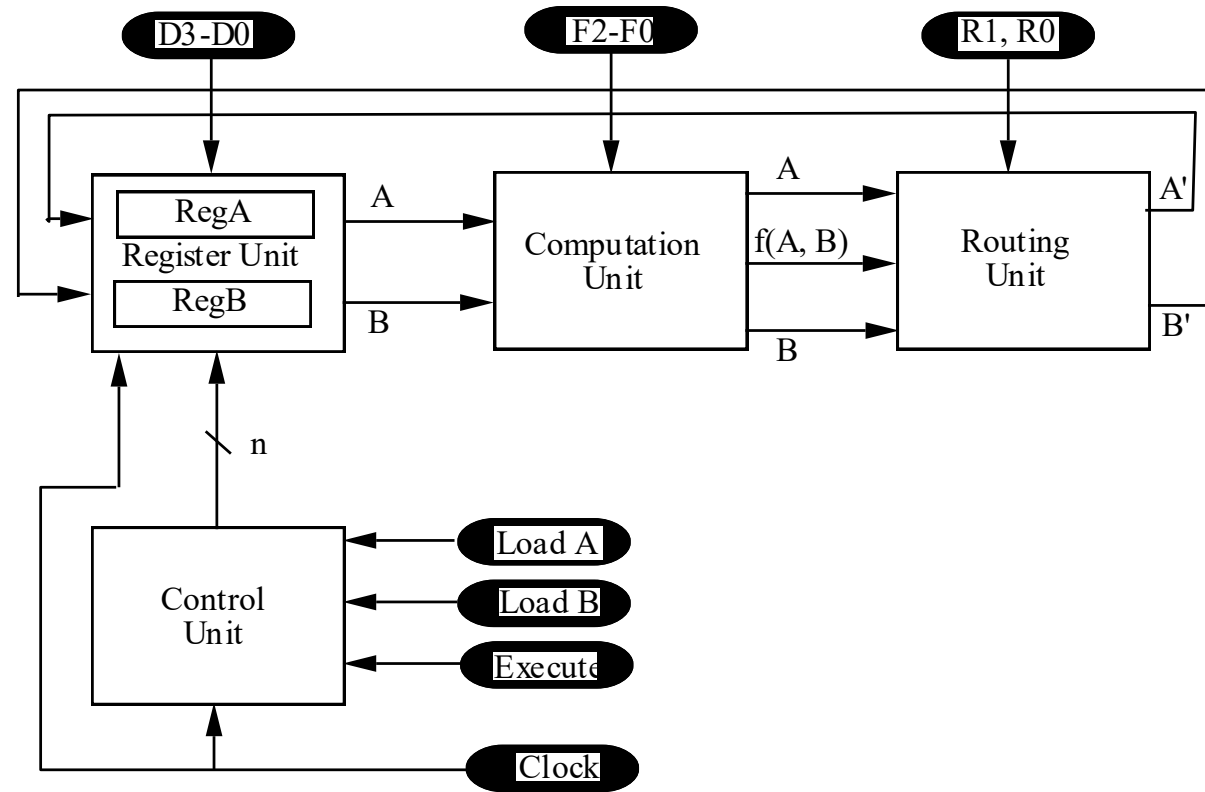 D3-D0
F2-F0
R1, R0
RegA
Register Unit
RegB
A
B
Computation
Unit
A
f(A, B)
B
Routing
Unit
A'
B'
n
Control
Unit
Load A
Load B
Execute
Clock